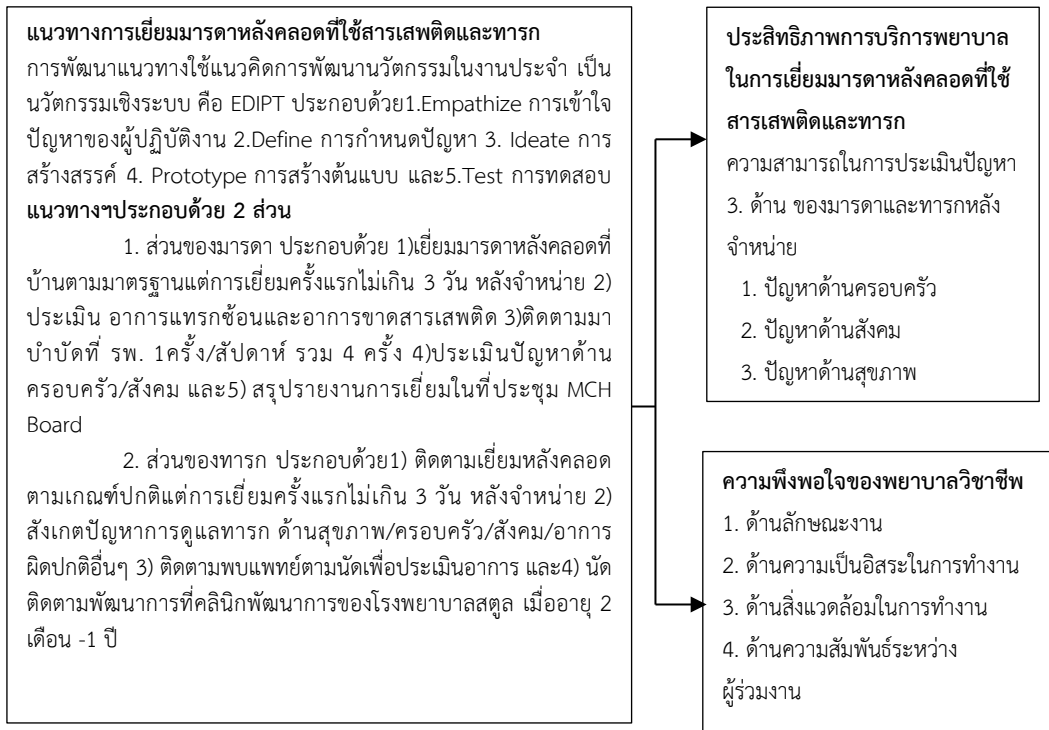 แนวทางการเยี่ยมมารดาหลังคลอดที่ใช้สารเสพติดและทารก
การพัฒนาแนวทางใช้แนวคิดการพัฒนานวัตกรรมในงานประจำ เป็น
นวัตกรรมเชิงระบบ คือ EDIPT ประกอบด้วย1.Empathize การเข้าใจ
ปัญหาของผู้ปฏิบัติงาน 2.Define การกำหนดปัญหา 3. Ideate การ
สร้างสรรค์ 4. Prototype การสร้างต้นแบบ และ5.Test การทดสอบ
แนวทางฯประกอบด้วย 2 ส่วน
1. ส่วนของมารดา ประกอบด้วย 1)เยี่ยมมารดาหลังคลอดที่
บ้านตามมาตรฐานแต่การเยี่ยมครั้งแรกไม่เกิน 3 วัน หลังจำหน่าย 2)
ประเมิน อาการแทรกซ้อนและอาการขาดสารเสพติด 3)ติดตามมา
บำบัดที่ รพ. 1ครั้ง/สัปดาห์ รวม 4 ครั้ง 4)ประเมินปัญหาด้าน
ครอบครัว/สังคม และ5) สรุปรายงานการเยี่ยมในที่ประชุม MCH
Board
2. ส่วนของทารก ประกอบด้วย1) ติดตามเยี่ยมหลังคลอด
ตามเกณฑ์ปกติแต่การเยี่ยมครั้งแรกไม่เกิน 3 วัน หลังจำหน่าย 2)
สังเกตปัญหาการดูแลทารก ด้านสุขภาพ/ครอบครัว/สังคม/อาการ
ผิดปกติอื่นๆ 3) ติดตามพบแพทย์ตามนัดเพื่อประเมินอาการ และ4) นัด
ติดตามพัฒนาการที่คลินิกพัฒนาการของโรงพยาบาลสตูล เมื่ออายุ 2
เดือน -1 ปี
ประสิทธิภาพการบริการพยาบาล
ในการเยี่ยมมารดาหลังคลอดที่ใช้
สารเสพติดและทารก
ความสามารถในการประเมินปัญหา
3. ด้าน ของมารดาและทารกหลัง
จำหน่าย
1. ปัญหาด้านครอบครัว
2. ปัญหาด้านสังคม
3. ปัญหาด้านสุขภาพ
ความพึงพอใจของพยาบาลวิชาชีพ
1. ด้านลักษณะงาน
2. ด้านความเป็นอิสระในการทำงาน
3. ด้านสิ่งแวดล้อมในการทำงาน
4. ด้านความสัมพันธ์ระหว่าง
ผู้ร่วมงาน